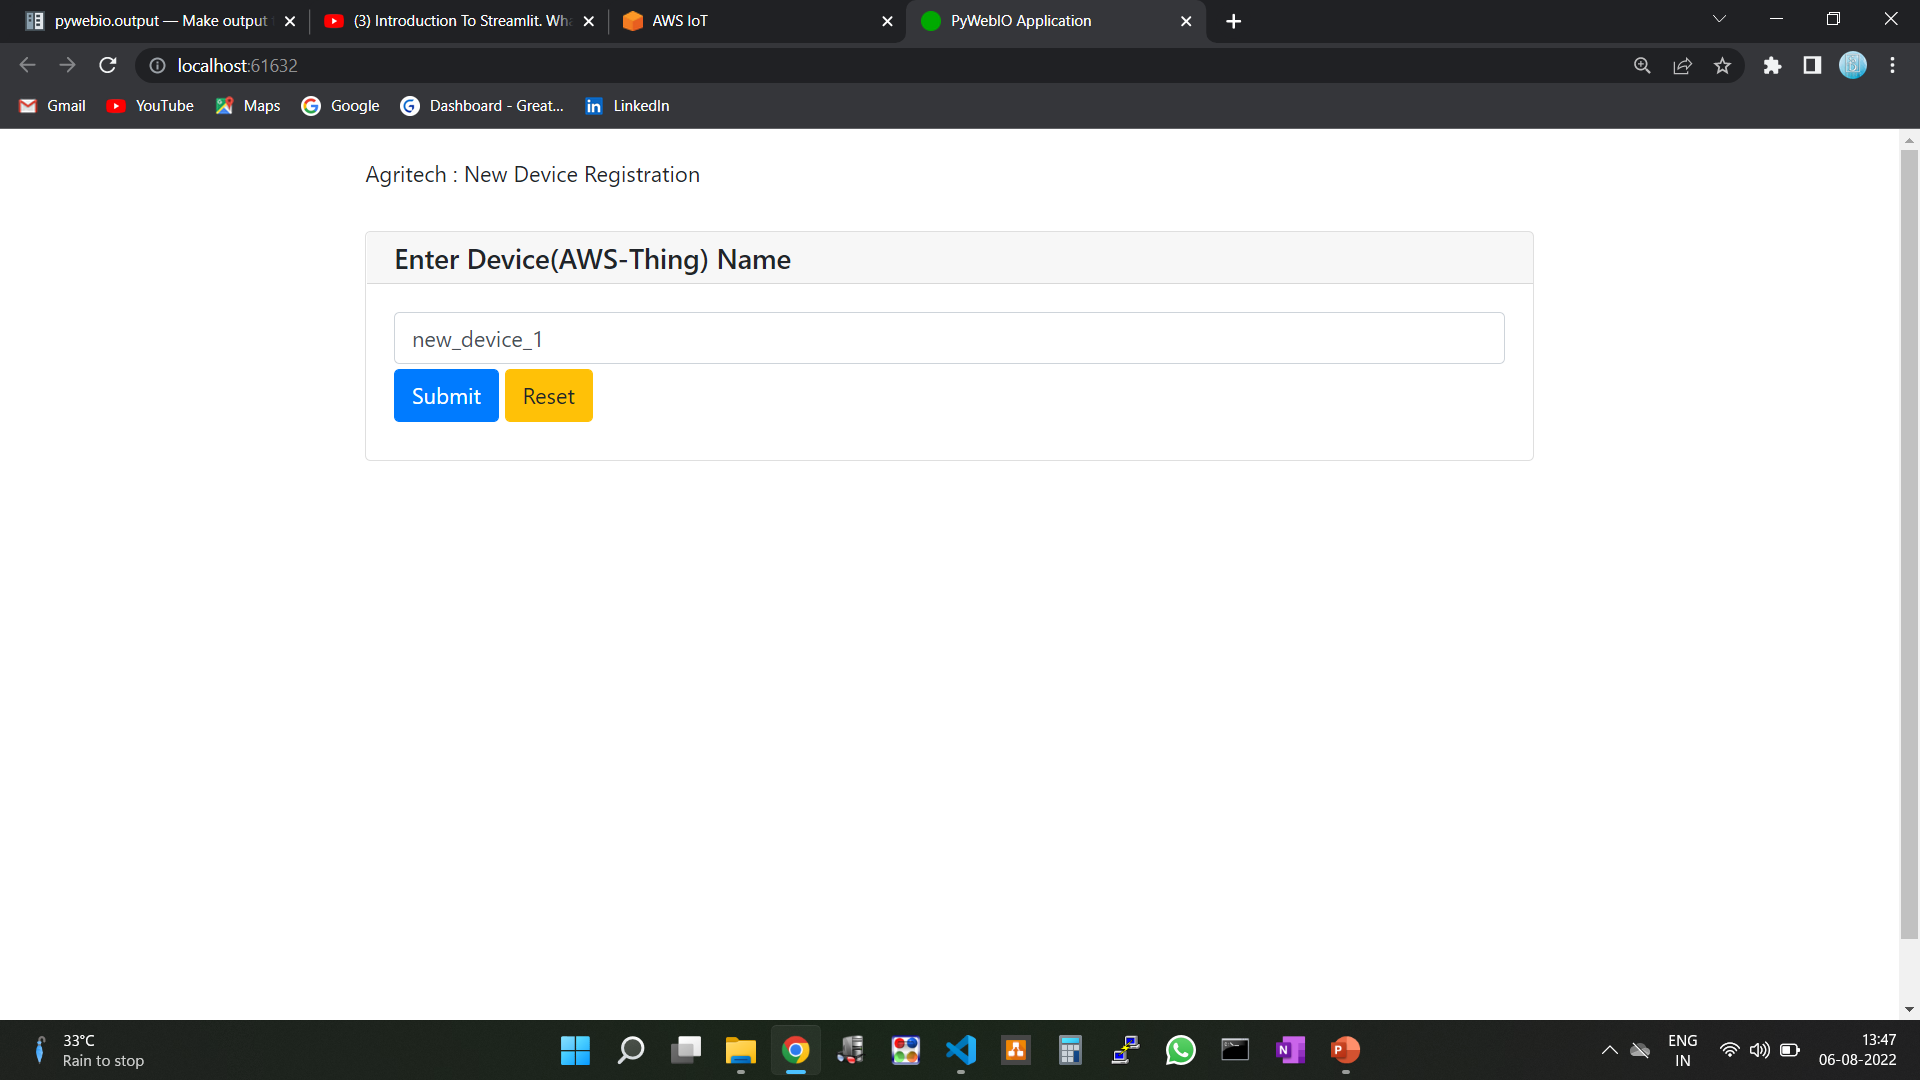 pywebio.output — Make output
(3) Introduction To Streamlit. Wha
AWS IoT
PyWebIO Application
localhost:61632
Gmail
YouTube
Maps
Google
Dashboard - Great...
LinkedIn
Agritech : New Device Registration
Enter Device(AWS-Thing) Name
new_device_1
Submit
Reset
33°C
Rain to stop
ENG
IN
13:47
06-08-2022